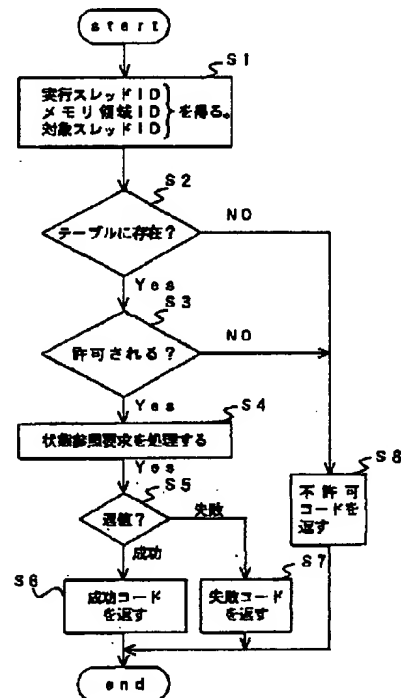 start
S1
実行スレッドID
メモリ領域ID
対象スレッドID
を得る。
S2
テーブルに存在?
NO
Yes
S3
許可される?
NO
Yes
S4
状態参照要求を処理する
Yes
S5
返値?
失敗
成功
S8
不許可
コードを
返す
S6
成功コード
を返す
S7
失敗コード
を返す
end